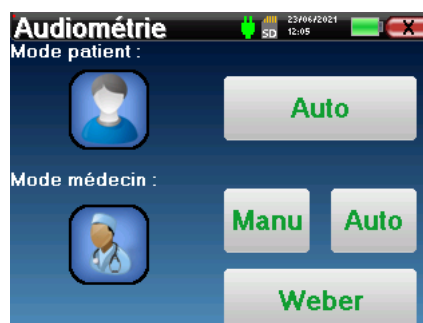 Audiométrie
SD
23/06/2021
12:05
X
Mode patient :
Auto
Mode médecin :
Manu Auto
Weber